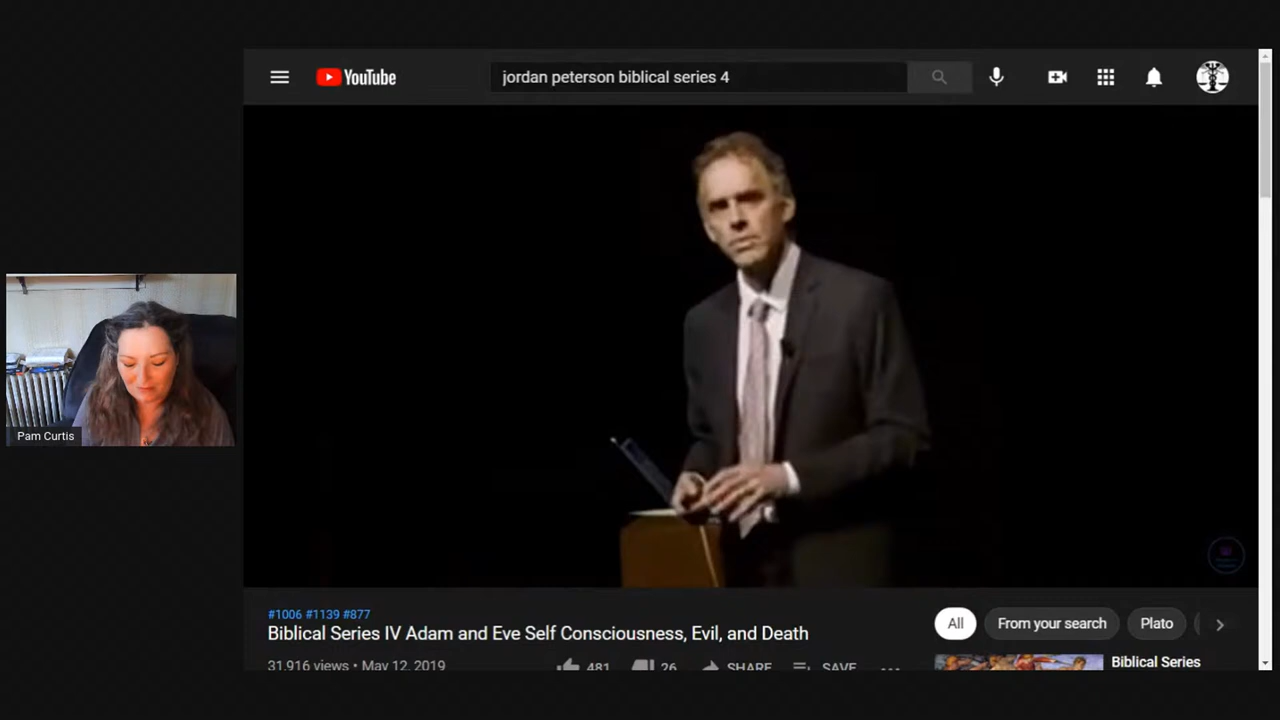 YouTube
jordan peterson biblical series 4
Pam Curtis
#1006 #1139 #877
Biblical Series IV Adam and Eve Self Consciousness, Evil, and Death
31,916 views • May 12, 2019
481
26
SHARE
SAVE
All
From your search
Plato
Biblical Series